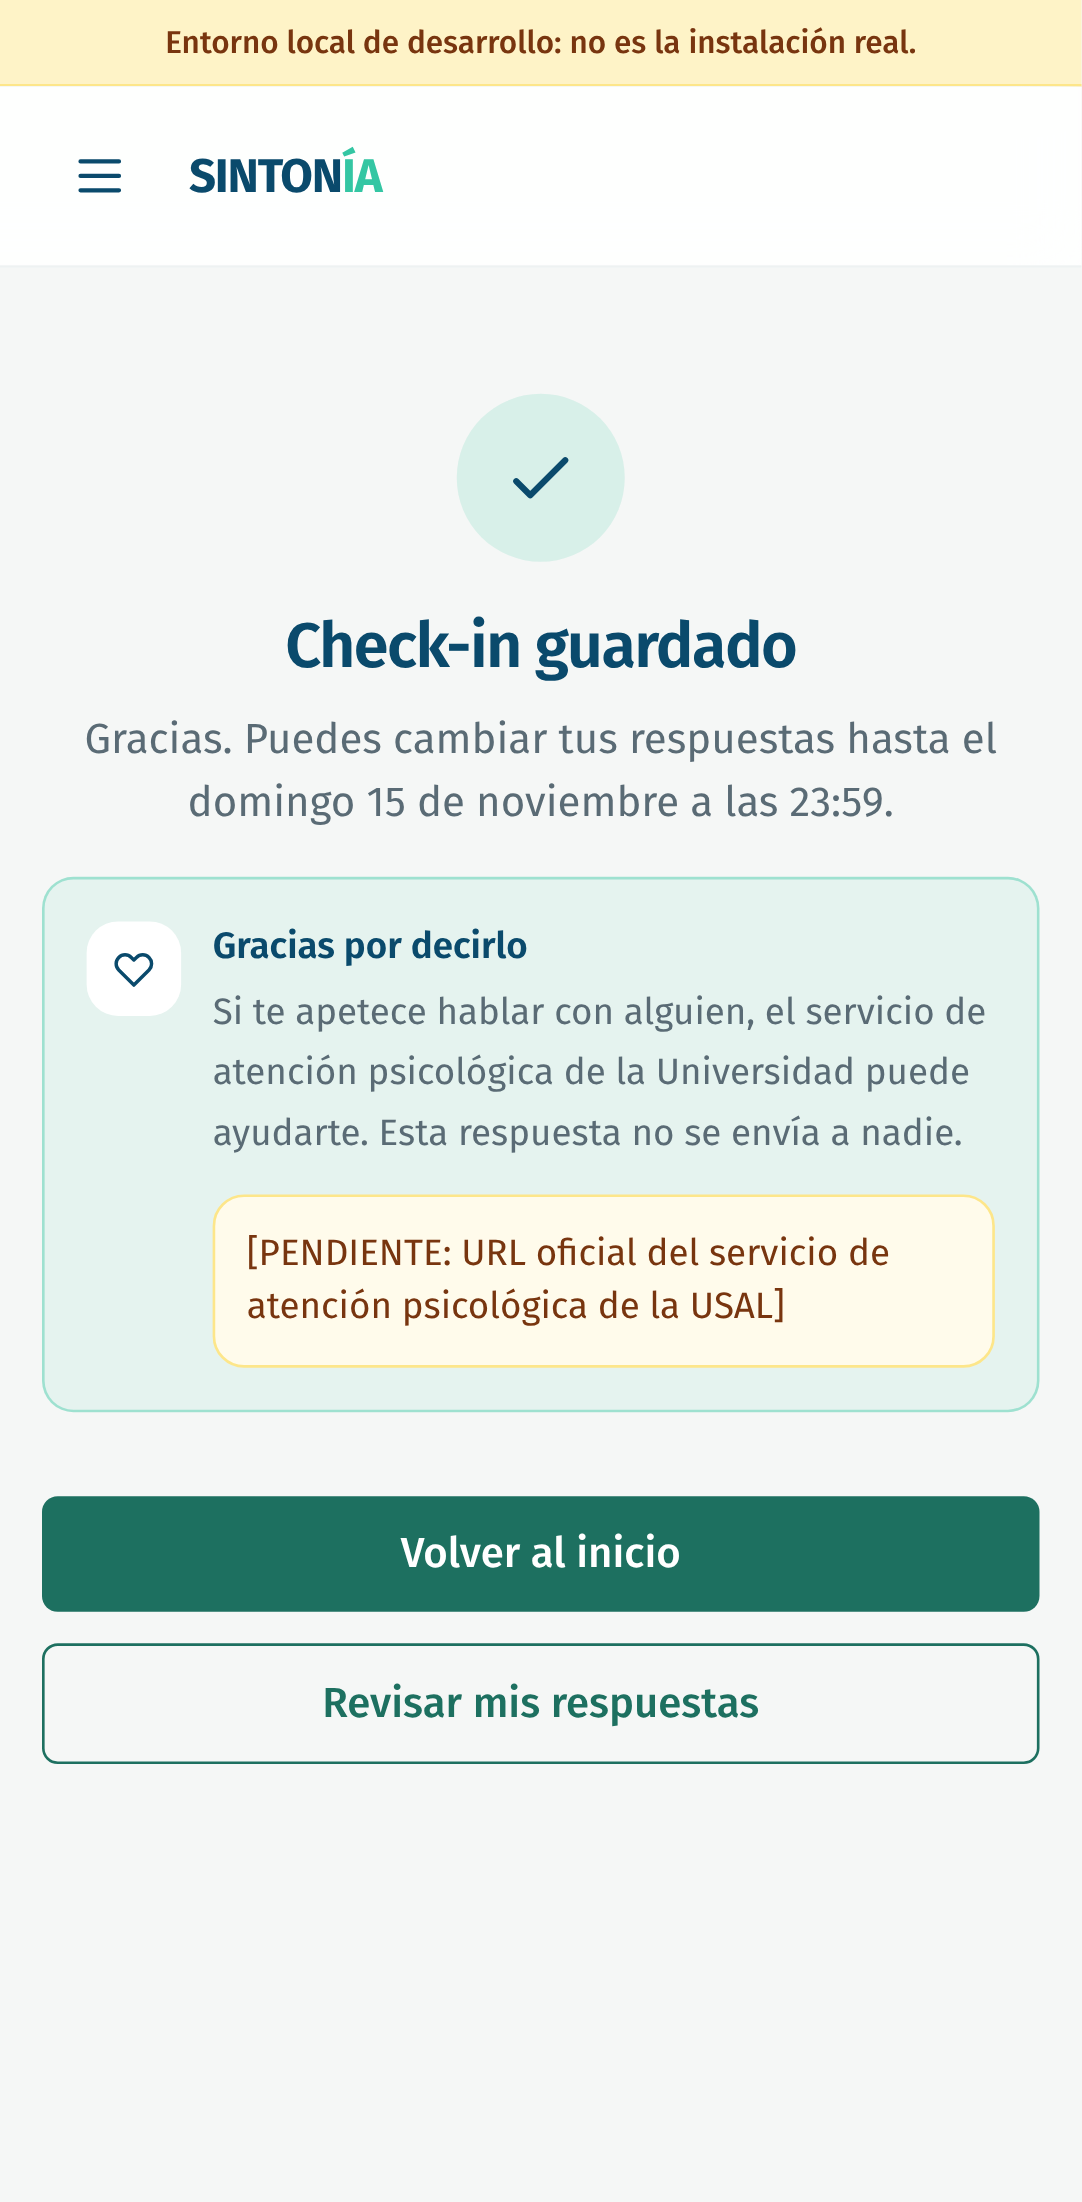 Entorno local de desarrollo: no es la instalación real.
SINTONÍA
Check-in guardado
Gracias. Puedes cambiar tus respuestas hasta el
domingo 15 de noviembre a las 23:59.
Gracias por decirlo
Si te apetece hablar con alguien, el servicio de
atención psicológica de la Universidad puede
ayudarte. Esta respuesta no se envía a nadie.
[PENDIENTE: URL oficial del servicio de
atención psicológica de la USAL]
Volver al inicio
Revisar mis respuestas